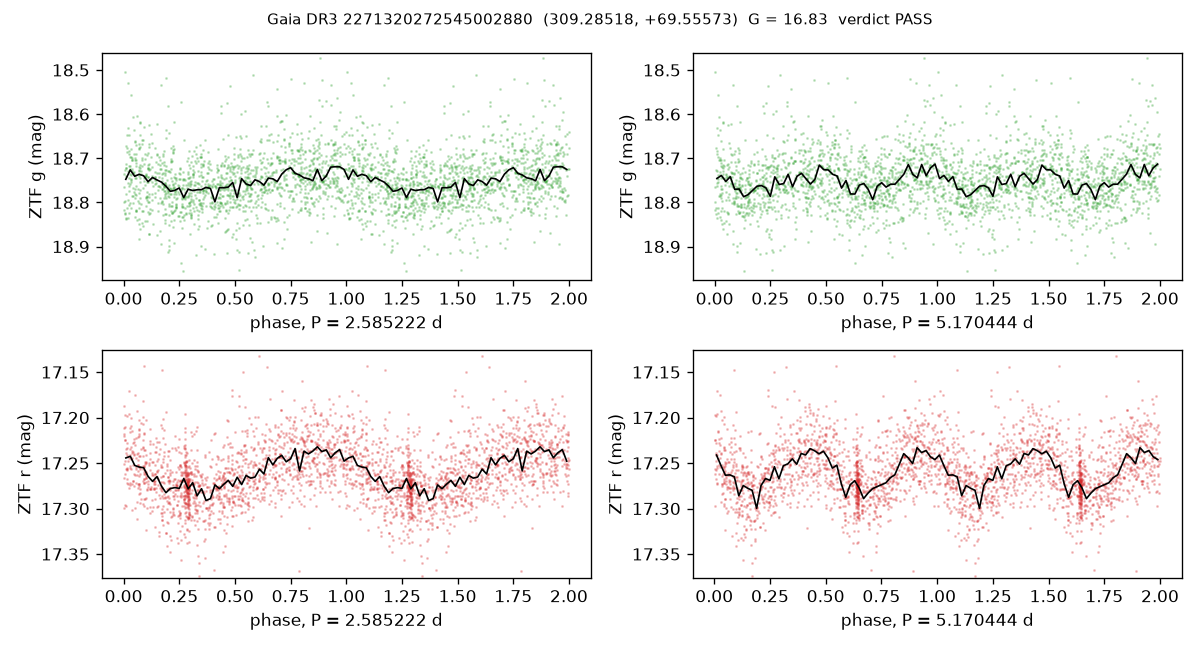 Gaia DR3 2271320272545002880 (309.28518, +69.55573) G = 16.83 verdict PASS
ZTF g (mag)
18.5
18.6
18.7
18.8
18.9
0.00 0.25 0.50 0.75 1.00 1.25 1.50 1.75 2.00
phase, P = 2.585222 d
ZTF g (mag)
18.5
18.6
18.7
18.8
18.9
0.00 0.25 0.50 0.75 1.00 1.25 1.50 1.75 2.00
phase, P = 5.170444 d
ZTF r (mag)
17.15
17.20
17.25
17.30
17.35
0.00 0.25 0.50 0.75 1.00 1.25 1.50 1.75 2.00
phase, P = 2.585222 d
ZTF r (mag)
17.15
17.20
17.25
17.30
17.35
0.00 0.25 0.50 0.75 1.00 1.25 1.50 1.75 2.00
phase, P = 5.170444 d